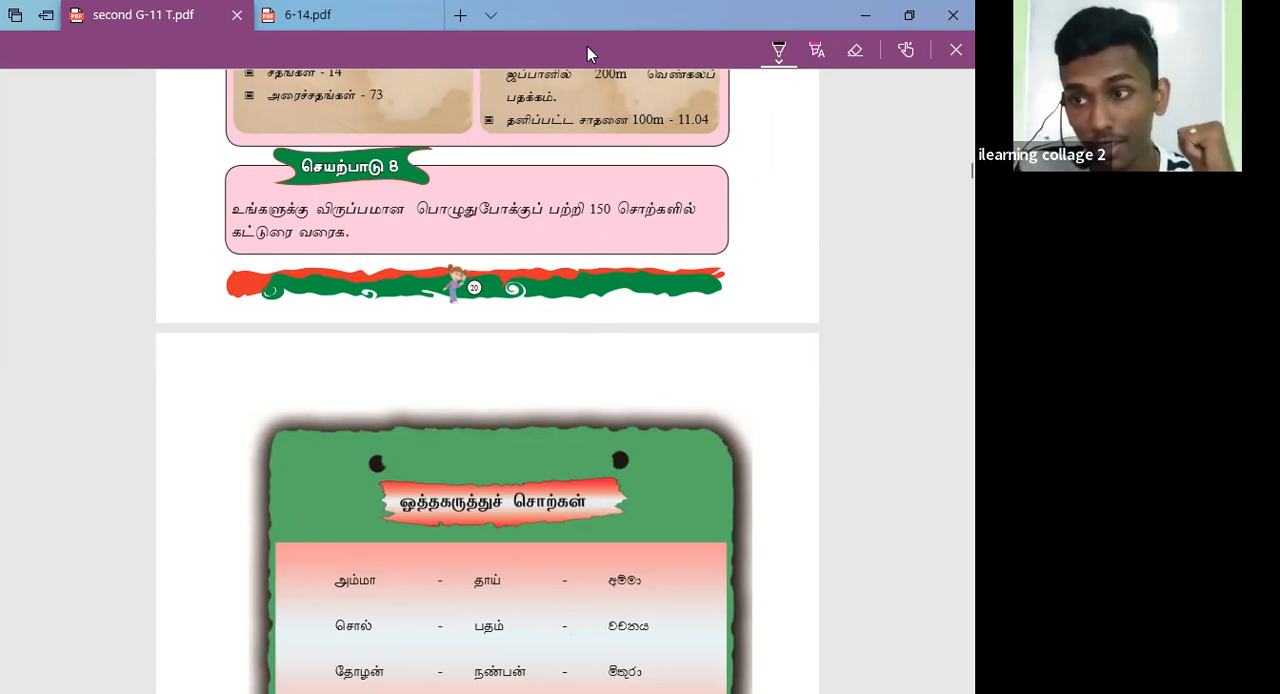 second G-11 T.pdf
6-14.pdf
ilearning collage 2
சதங்கள் - 14
அரைச்சதங்கள் - 73
ஜப்பானில் 200m வெண்கலப்
பதக்கம்.
தனிப்பட்ட சாதனை 100m - 11.04
செயற்பாடு 8
உங்களுக்கு விருப்பமான பொழுதுபோக்குப் பற்றி 150 சொற்களில்
கட்டுரை வரைக.
20
ஒத்தகருத்துச் சொற்கள்
அம்மா - தாய் - අම්මා
சொல் - பதம் - වචනය
தோழன் - நண்பன் - මිතුරා